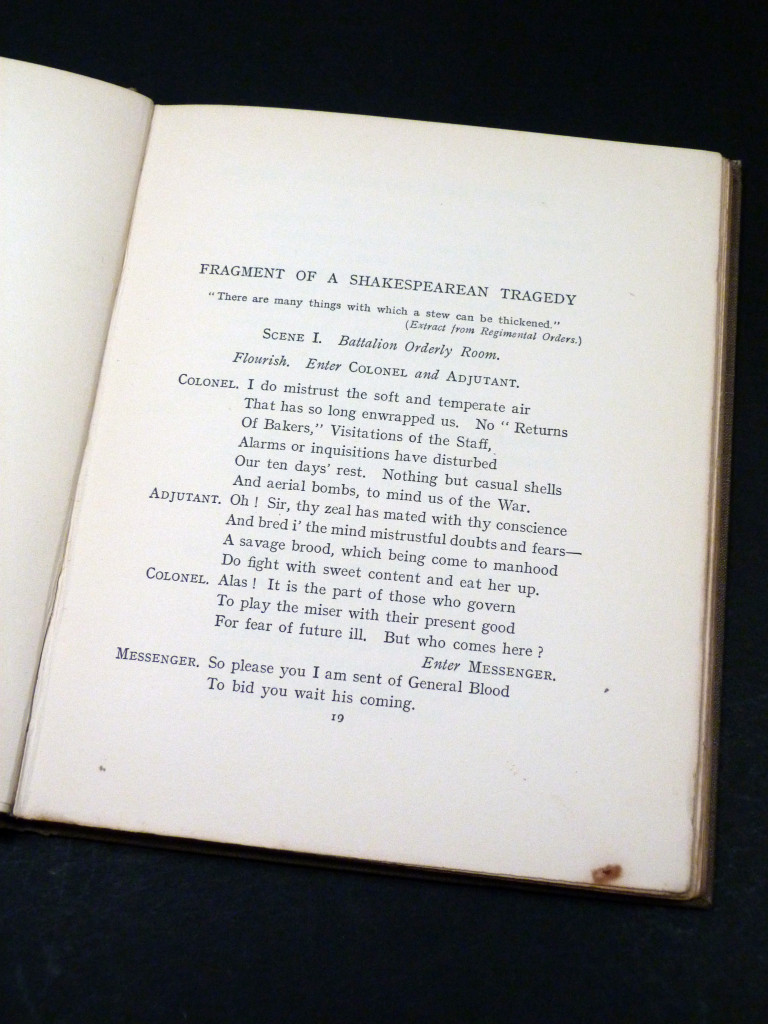 FRAGMENT OF A SHAKESPEAREAN TRAGEDY
"There are many things with which a stew can be thickened."
(Extract from Regimental Orders.)
SCENE I. Battalion Orderly Room.
Flourish. Enter COLONEL and ADJUTANT.
COLONEL. I do mistrust the soft and temperate air
That has so long enwrapped us. No "Returns
Of Bakers," Visitations of the Staff,
Alarms or inquisitions have disturbed
Our ten days' rest. Nothing but casual shells
And aerial bombs, to mind us of the War.
ADJUTANT. Oh! Sir, thy zeal has mated with thy conscience
And bred i' the mind mistrustful doubts and fears—
A savage brood, which being come to manhood
Do fight with sweet content and eat her up.
COLONEL. Alas! It is the part of those who govern
To play the miser with their present good
For fear of future ill. But who comes here?
Enter MESSENGER.
MESSENGER. So please you I am sent of General Blood
To bid you wait his coming.
19